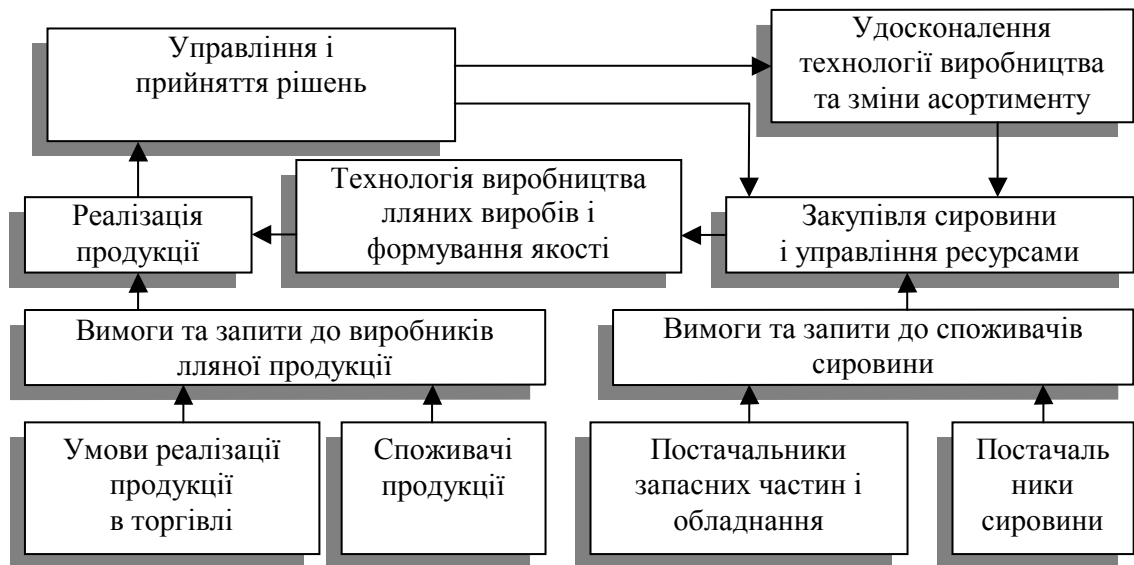 Управління і
прийняття рішень
Удосконалення
технології виробництва
та зміни асортименту
Реалізація
продукції
Технологія виробництва
лляних виробів і
формування якості
Закупівля сировини
і управління ресурсами
Вимоги та запити до виробників
лляної продукції
Вимоги та запити до споживачів
сировини
Умови реалізації
продукції
в торгівлі
Споживачі
продукції
Постачальники
запасних частин і
обладнання
Постачаль
ники
сировини